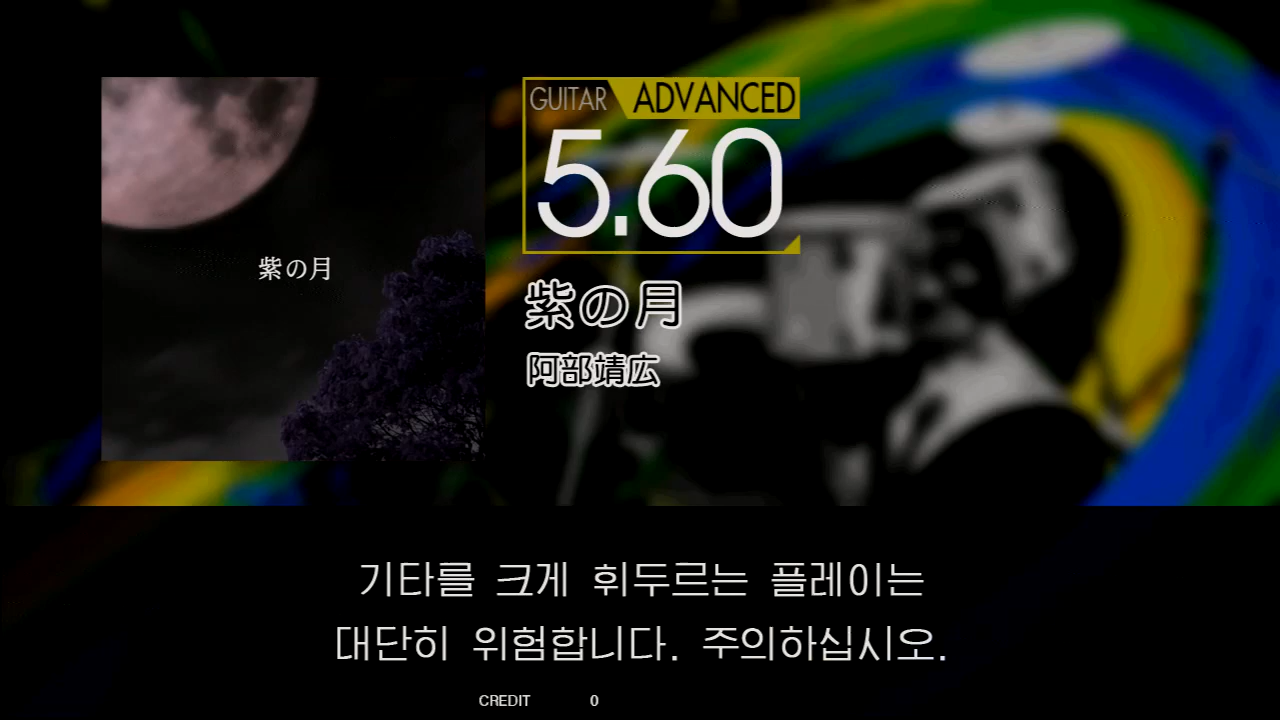 紫の月
GUITAR ADVANCED
5.60
紫の月
阿部靖広
기타를 크게 휘두르는 플레이는
대단히 위험합니다. 주의하십시오.
CREDIT 0